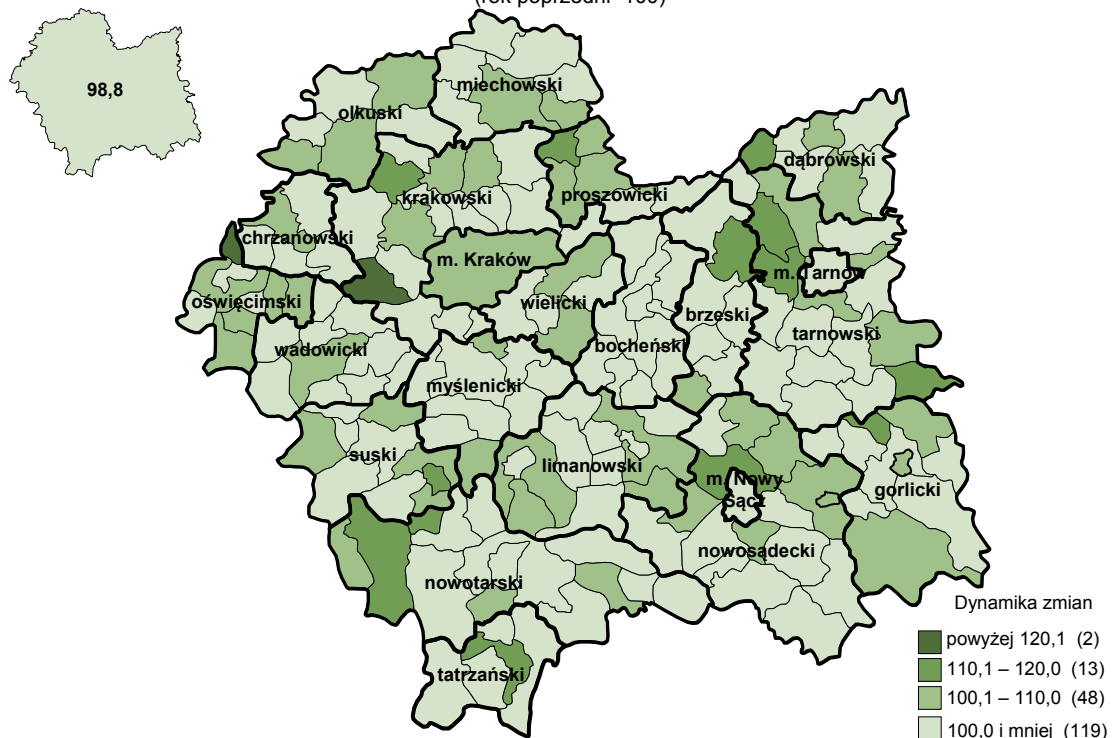 (rok poprzedni=100)
98,8
miechowski
olkuski
dąbrowski
krakowski
proszowicki
chrzanowski
m. Kraków
m. Tarnów
oświęcimski
wielicki
brzeski
tarnowski
wadowicki
bocheński
myślenicki
suski
limanowski
m. Nowy
Sącz
gorlicki
nowosądecki
nowotarski
tatrzański
Dynamika zmian
powyżej 120,1 (2)
110,1 – 120,0 (13)
100,1 – 110,0 (48)
100,0 i mniej (119)